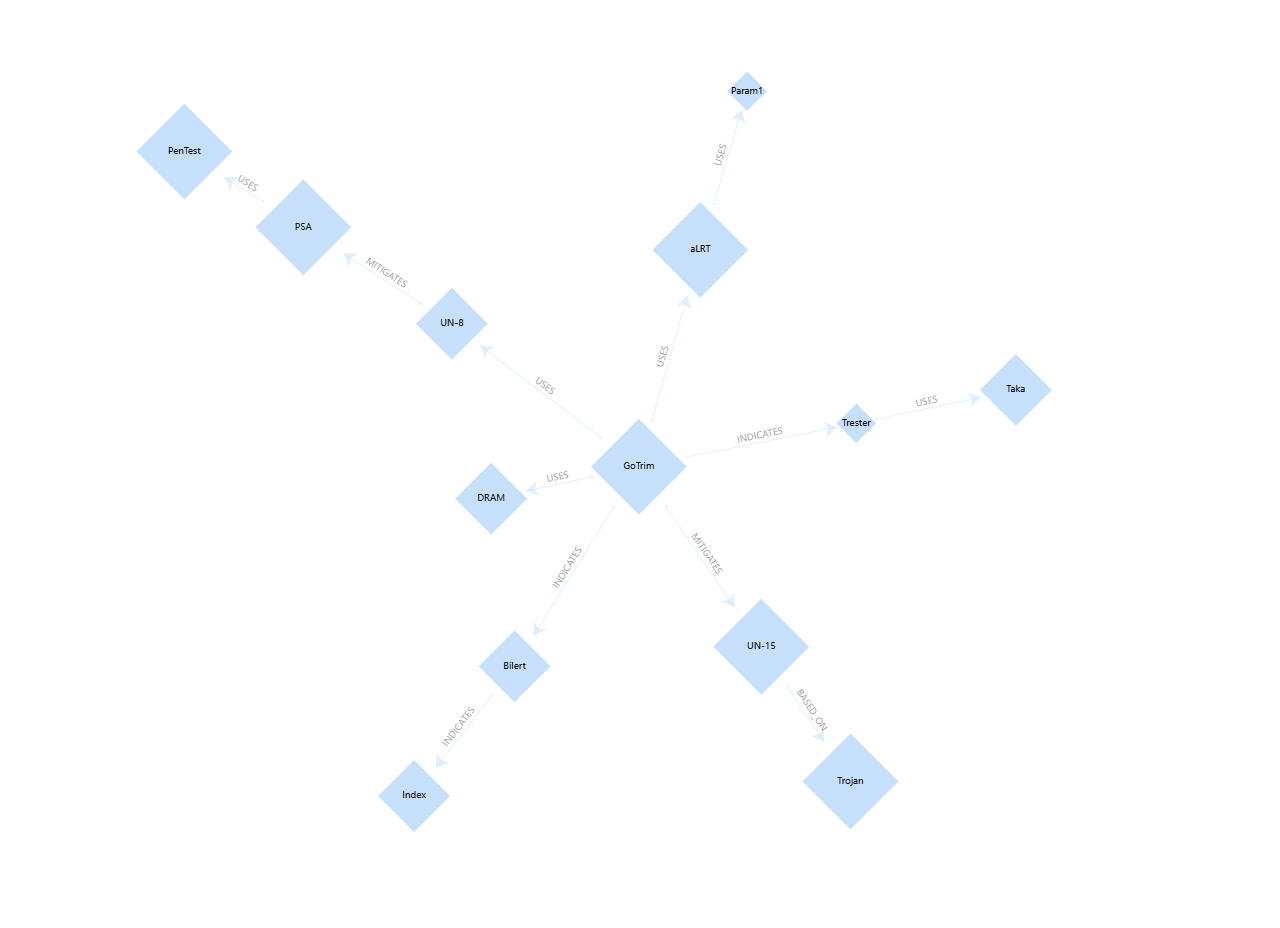 Param1
PenTest
USES
USES
PSA
aLRT
MITIGATES
UN-8
USES
USES
Taka
USES
Trester
INDICATES
GoTrim
USES
DRAM
INDICATES
MITIGATES
UN-15
Bilert
BASED_ON
INDICATES
Trojan
Index